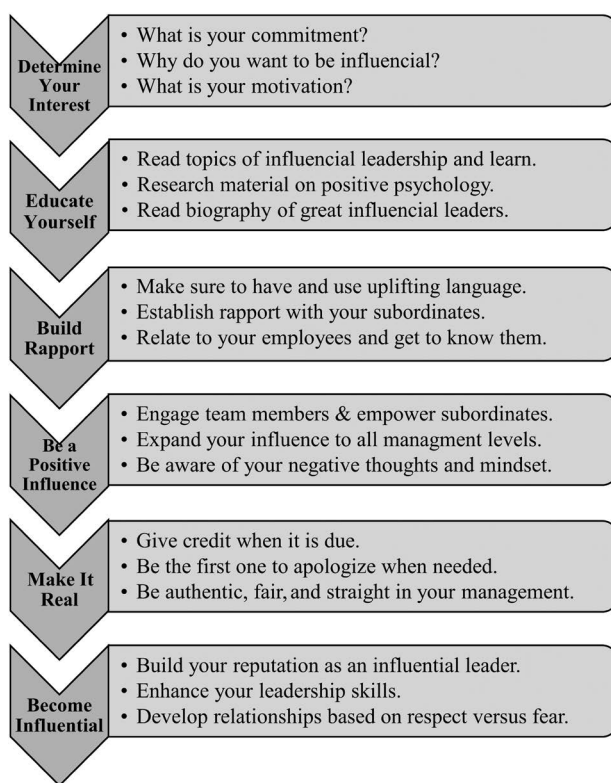 Determine
Your
Interest
• What is your commitment?
• Why do you want to be influencial?
• What is your motivation?
Educate
Yourself
• Read topics of influencial leadership and learn.
• Research material on positive psychology.
• Read biography of great influencial leaders.
Build
Rapport
• Make sure to have and use uplifting language.
• Establish rapport with your subordinates.
• Relate to your employees and get to know them.
Be a
Positive
Influence
• Engage team members & empower subordinates.
• Expand your influence to all managment levels.
• Be aware of your negative thoughts and mindset.
Make It
Real
• Give credit when it is due.
• Be the first one to apologize when needed.
• Be authentic, fair, and straight in your management.
Become
Influential
• Build your reputation as an influential leader.
• Enhance your leadership skills.
• Develop relationships based on respect versus fear.